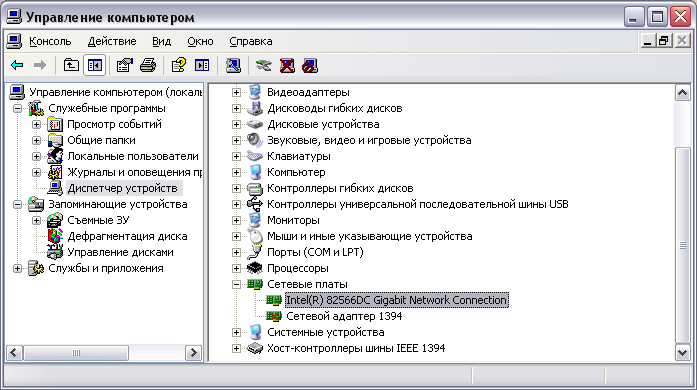 Управление компьютером
Консоль Действие Вид Окно Справка
Управление компьютером (локаль
Служебные программы
Просмотр событий
Общие папки
Локальные пользователи
Журналы и оповещения пр
Диспетчер устройств
Запоминающие устройства
Съемные ЗУ
Дефрагментация диска
Управление дисками
Службы и приложения
Видеоадаптеры
Дисководы гибких дисков
Дисковые устройства
Звуковые, видео и игровые устройства
Клавиатуры
Компьютер
Контроллеры гибких дисков
Контроллеры универсальной последовательной шины USB
Мониторы
Мыши и иные указывающие устройства
Порты (COM и LPT)
Процессоры
Сетевые платы
Intel(R) 82566DC Gigabit Network Connection
Сетевой адаптер 1394
Системные устройства
Хост-контроллеры шины IEEE 1394